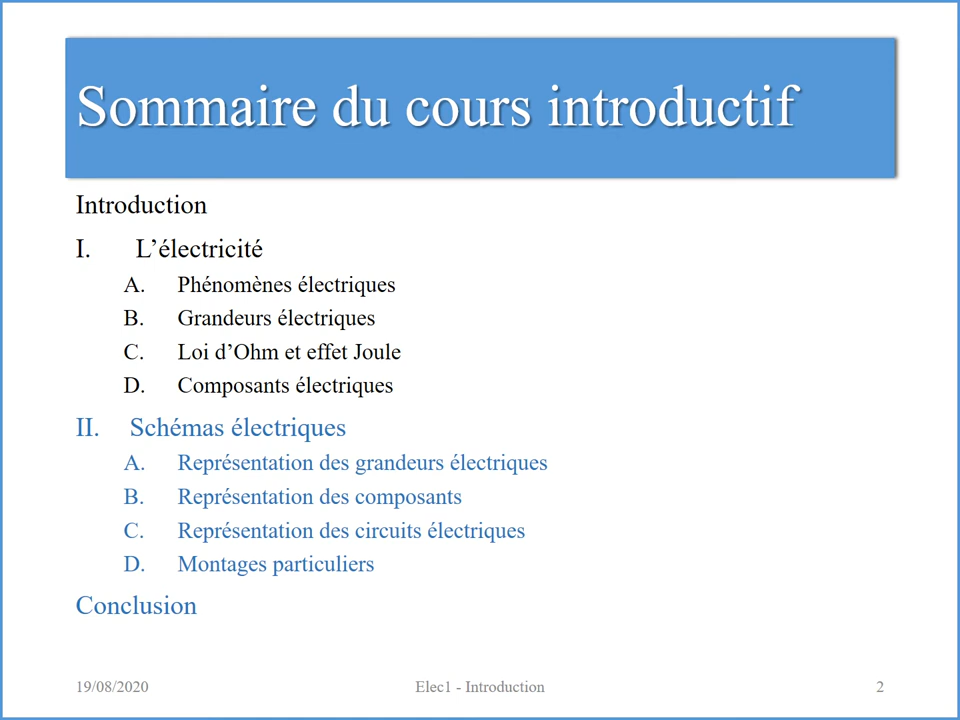 Sommaire du cours introductif
Introduction
I. L’électricité
A. Phénomènes électriques
B. Grandeurs électriques
C. Loi d’Ohm et effet Joule
D. Composants électriques
II. Schémas électriques
A. Représentation des grandeurs électriques
B. Représentation des composants
C. Représentation des circuits électriques
D. Montages particuliers
Conclusion
19/08/2020 Elec1 - Introduction 2